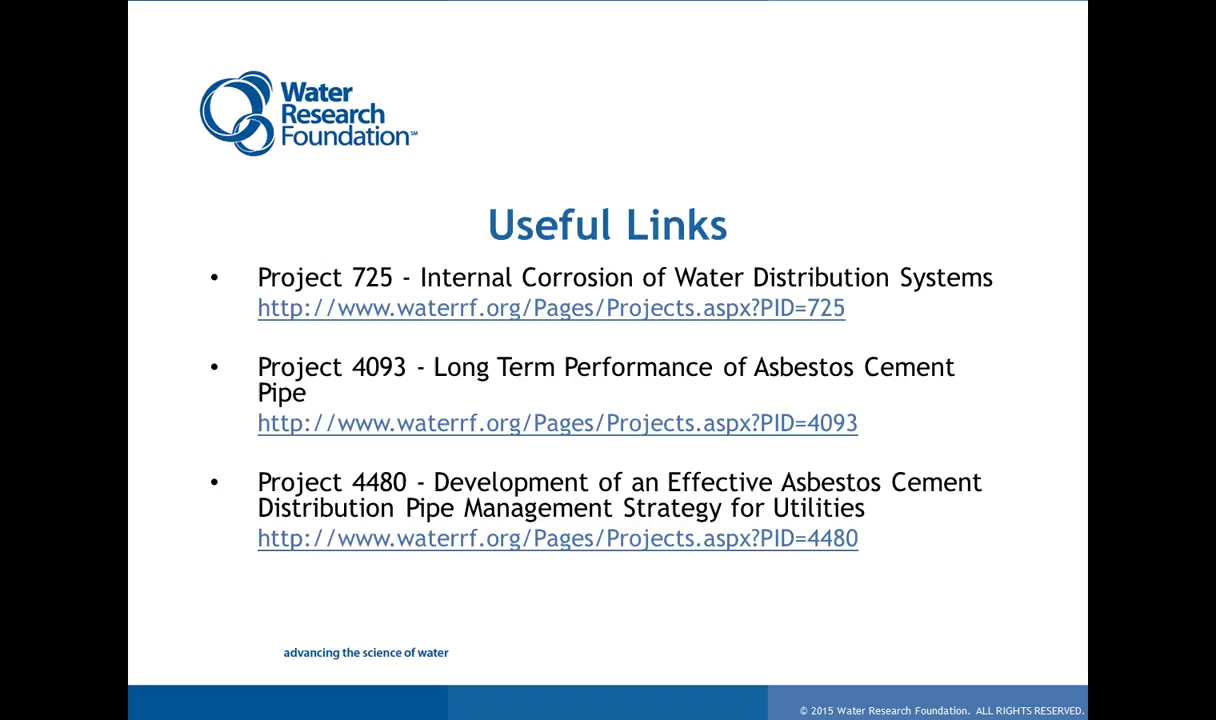 Water
Research
Foundation℠
Useful Links
• Project 725 - Internal Corrosion of Water Distribution Systems
http://www.waterrf.org/Pages/Projects.aspx?PID=725
• Project 4093 - Long Term Performance of Asbestos Cement
Pipe
http://www.waterrf.org/Pages/Projects.aspx?PID=4093
• Project 4480 - Development of an Effective Asbestos Cement
Distribution Pipe Management Strategy for Utilities
http://www.waterrf.org/Pages/Projects.aspx?PID=4480
advancing the science of water
© 2015 Water Research Foundation. ALL RIGHTS RESERVED.